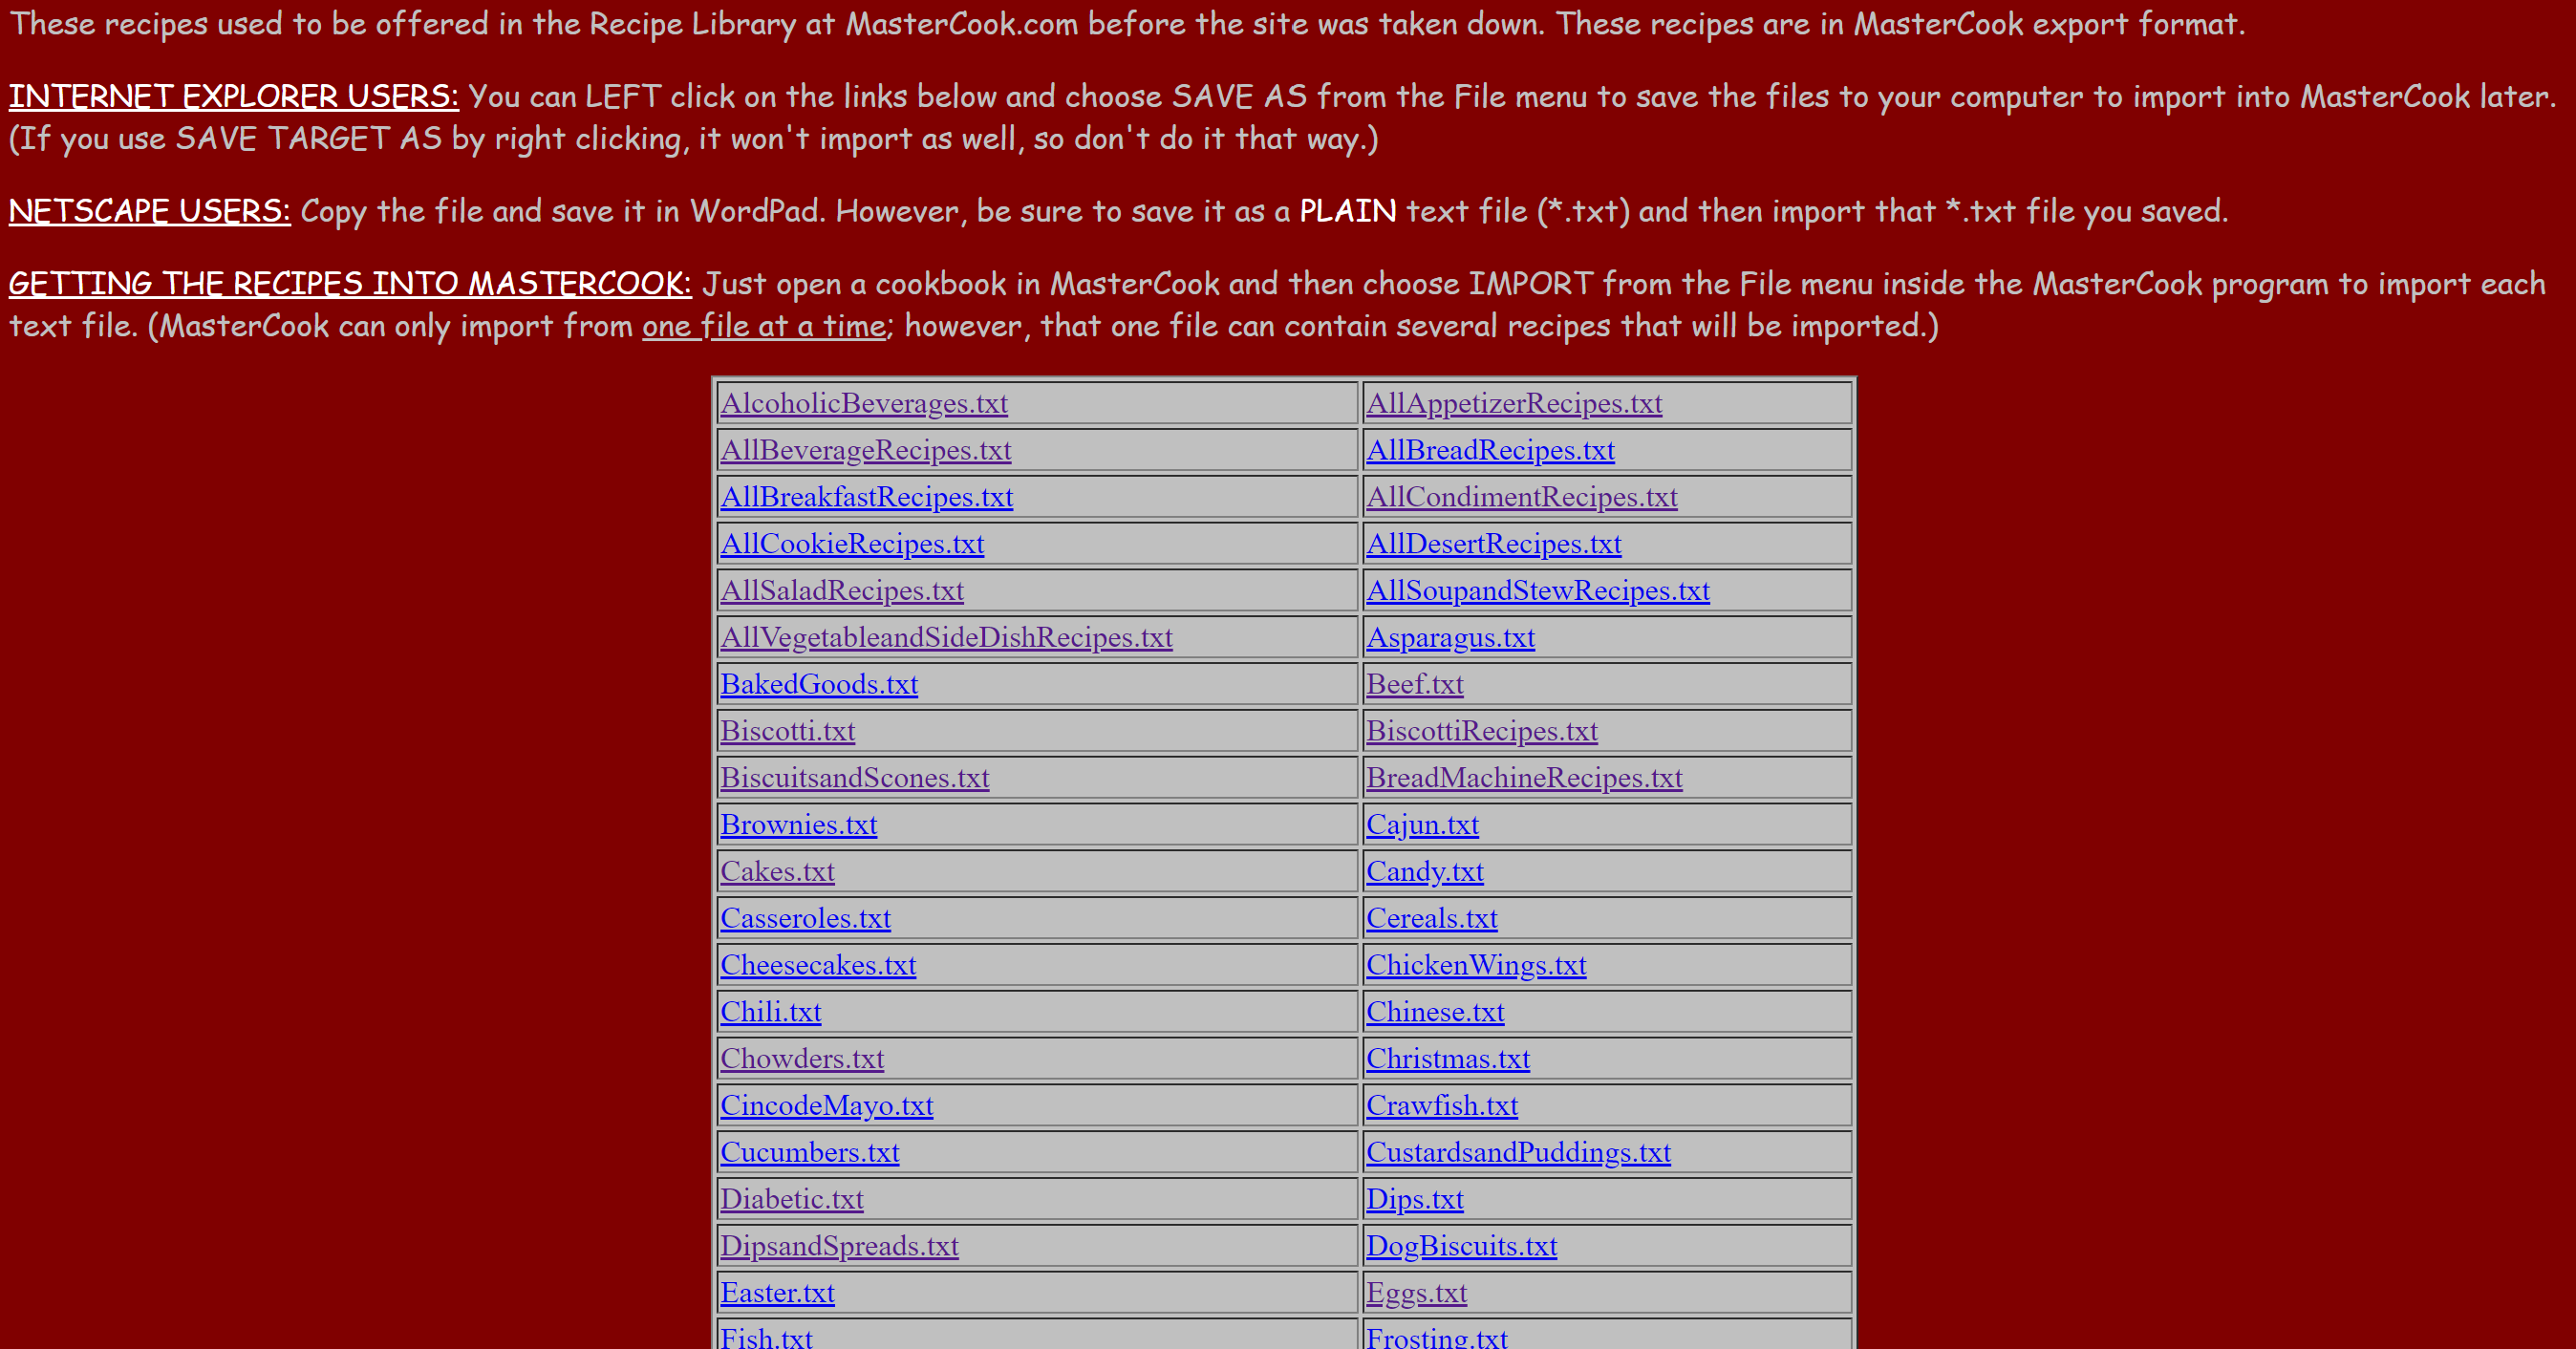 These recipes used to be offered in the Recipe Library at MasterCook.com before the site was taken down. These recipes are in MasterCook export format.
INTERNET EXPLORER USERS: You can LEFT click on the links below and choose SAVE AS from the File menu to save the files to your computer to import into MasterCook later.
(If you use SAVE TARGET AS by right clicking, it won't import as well, so don't do it that way.)
NETSCAPE USERS: Copy the file and save it in WordPad. However, be sure to save it as a PLAIN text file (*.txt) and then import that *.txt file you saved.
GETTING THE RECIPES INTO MASTERCOOK: Just open a cookbook in MasterCook and then choose IMPORT from the File menu inside the MasterCook program to import each
text file. (MasterCook can only import from one file at a time; however, that one file can contain several recipes that will be imported.)
AlcoholicBeverages.txt AllAppetizerRecipes.txt
AllBeverageRecipes.txt AllBreadRecipes.txt
AllBreakfastRecipes.txt AllCondimentRecipes.txt
AllCookieRecipes.txt AllDesertRecipes.txt
AllSaladRecipes.txt AllSoupandStewRecipes.txt
AllVegetableandSideDishRecipes.txt Asparagus.txt
BakedGoods.txt Beef.txt
Biscotti.txt BiscottiRecipes.txt
BiscuitsandScones.txt BreadMachineRecipes.txt
Brownies.txt Cajun.txt
Cakes.txt Candy.txt
Casseroles.txt Cereals.txt
Cheesecakes.txt ChickenWings.txt
Chili.txt Chinese.txt
Chowders.txt Christmas.txt
CincodeMayo.txt Crawfish.txt
Cucumbers.txt CustardsandPuddings.txt
Diabetic.txt Dips.txt
DipsandSpreads.txt DogBiscuits.txt
Easter.txt Eggs.txt
Fish.txt Frosting.txt